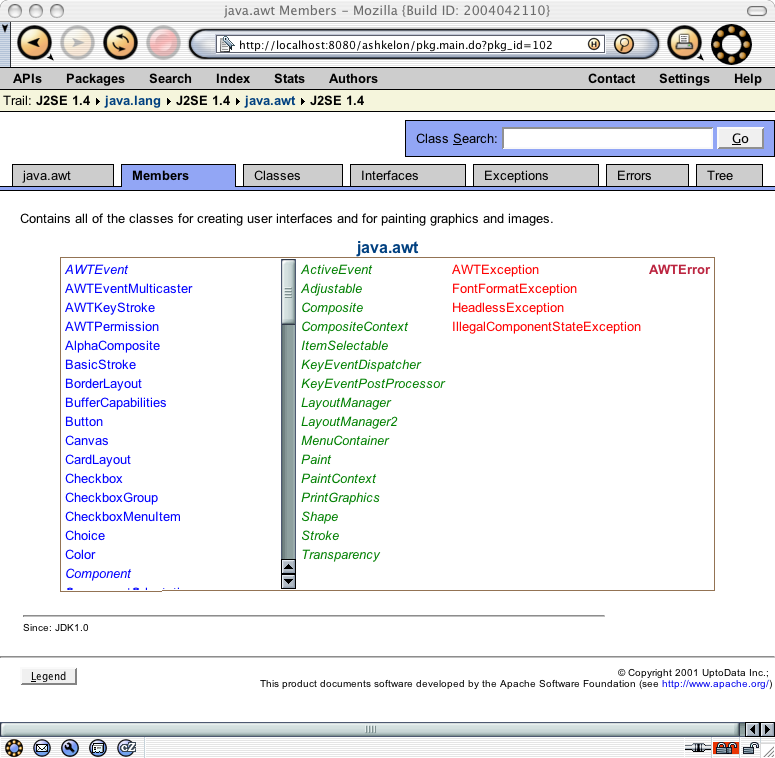 java.awt Members - Mozilla {Build ID: 2004042110}
http://localhost:8080/ashkelon/pkg.main.do?pkg_id=102
APIs Packages Search Index Stats Authors Contact Settings Help
Trail: J2SE 1.4 java.lang J2SE 1.4 java.awt J2SE 1.4
Class Search: Go
java.awt Members Classes Interfaces Exceptions Errors Tree
Contains all of the classes for creating user interfaces and for painting graphics and images.
java.awt
AWTEvent ActiveEvent AWTException AWTError
AWTEventMulticaster Adjustable FontFormatException
AWTKeyStroke Composite HeadlessException
AWTPermission CompositeContext IllegalComponentStateException
AlphaComposite ItemSelectable
BasicStroke KeyEventDispatcher
BorderLayout KeyEventPostProcessor
BufferCapabilities LayoutManager
Button LayoutManager2
Canvas MenuContainer
CardLayout Paint
Checkbox PaintContext
CheckboxGroup PrintGraphics
CheckboxMenuItem Shape
Choice Stroke
Color Transparency
Component
Since: JDK1.0
Legend © Copyright 2001 UptoData Inc.;
This product documents software developed by the Apache Software Foundation (see http://www.apache.org/)